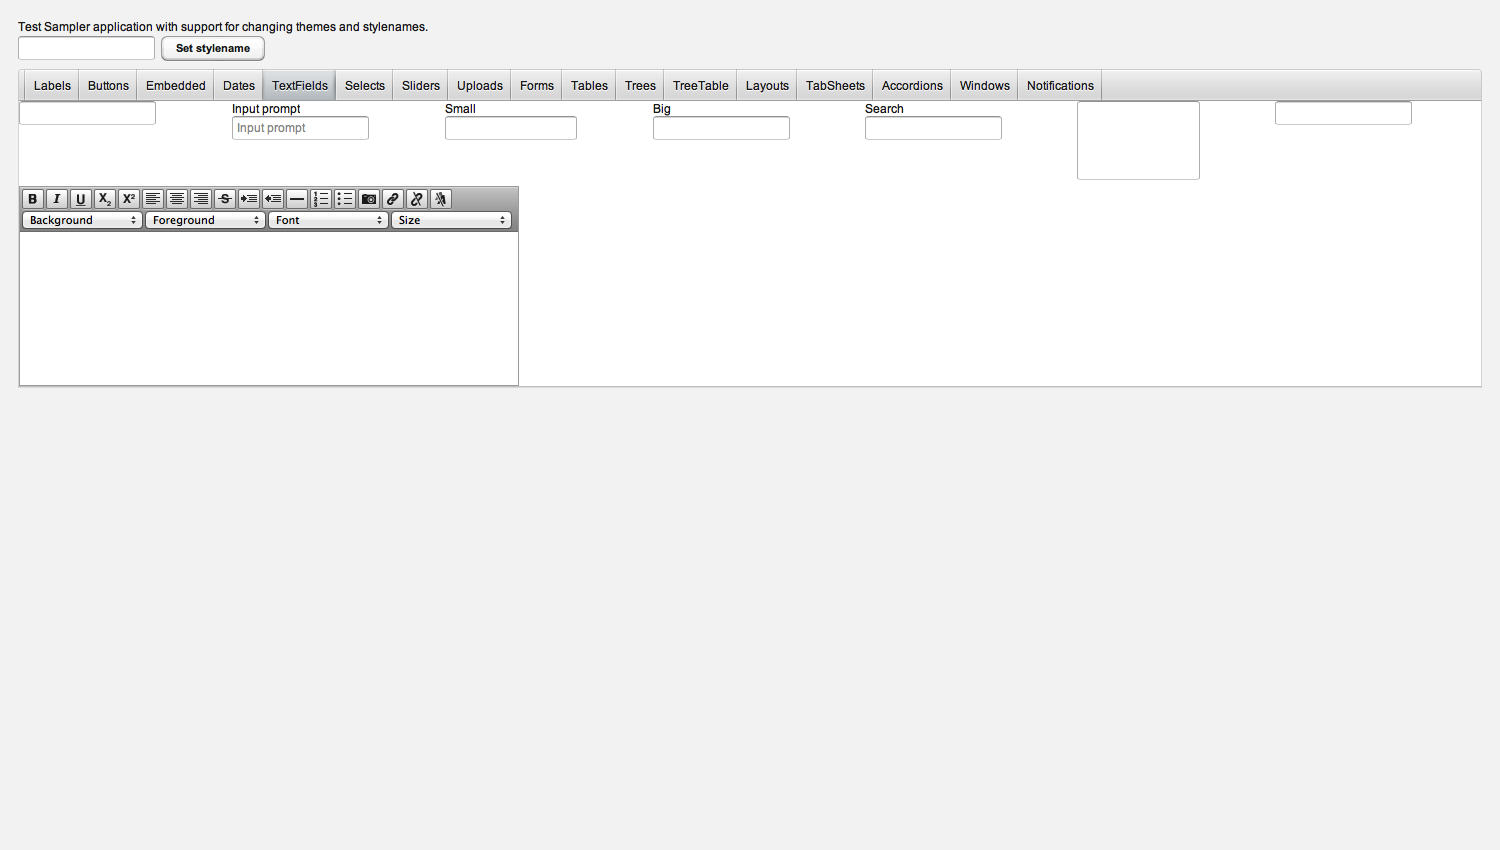 Test Sampler application with support for changing themes and stylenames.
Set stylename
Labels Buttons Embedded Dates TextFields Selects Sliders Uploads Forms Tables Trees TreeTable Layouts TabSheets Accordions Windows Notifications
Input prompt Small Big Search
Input prompt
B I U X₂ X²
Background Foreground Font Size